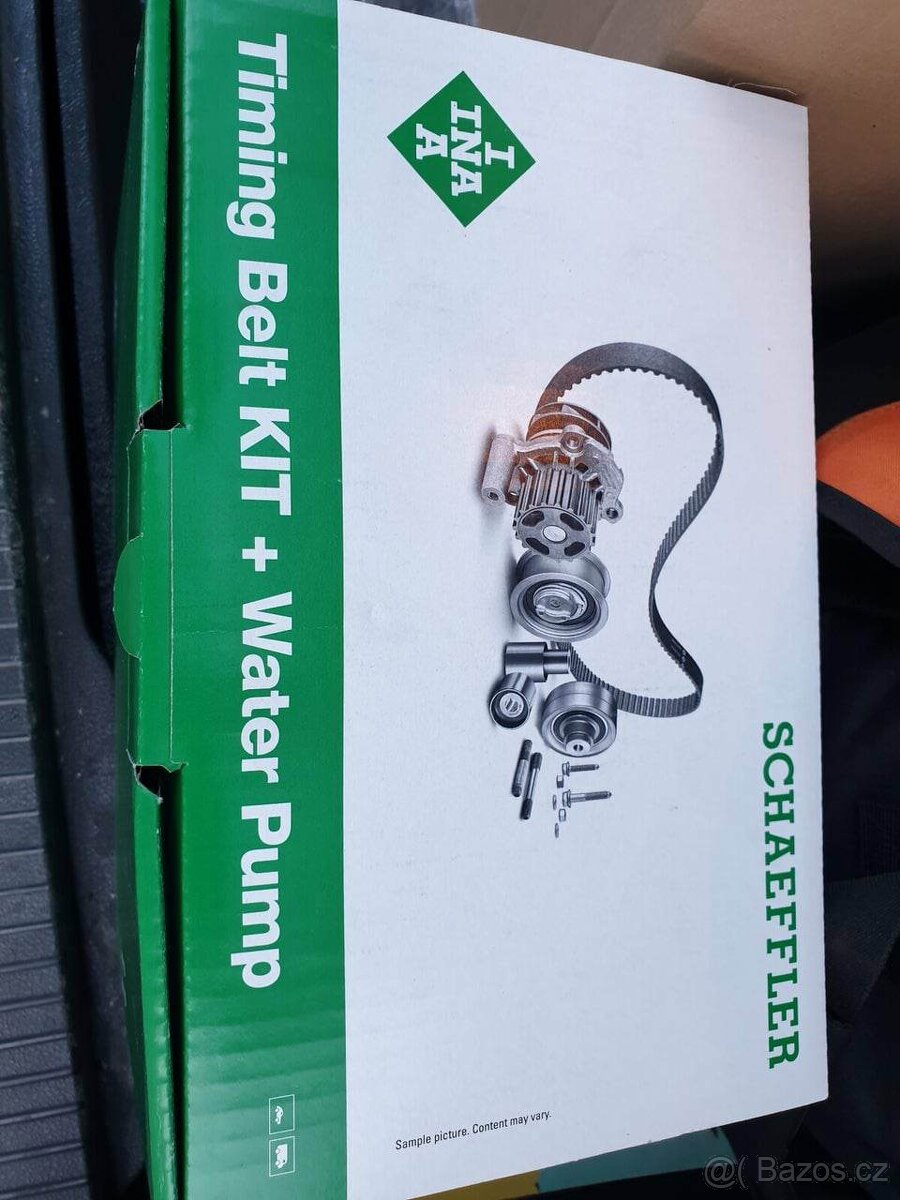 I
INA
A
SCHAEFFLER
Sample picture. Content may vary.
Timing Belt KIT + Water Pump
@( Bazos.cz